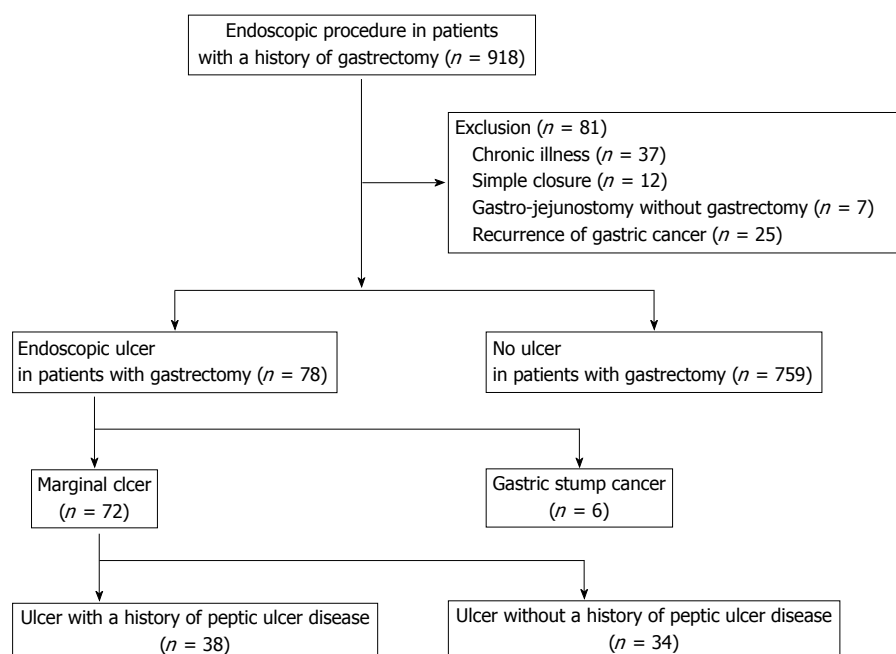 Endoscopic procedure in patients
with a history of gastrectomy (n = 918)
Exclusion (n = 81)
Chronic illness (n = 37)
Simple closure (n = 12)
Gastro-jejunostomy without gastrectomy (n = 7)
Recurrence of gastric cancer (n = 25)
Endoscopic ulcer
in patients with gastrectomy (n = 78)
No ulcer
in patients with gastrectomy (n = 759)
Marginal clcer
(n = 72)
Gastric stump cancer
(n = 6)
Ulcer with a history of peptic ulcer disease
(n = 38)
Ulcer without a history of peptic ulcer disease
(n = 34)